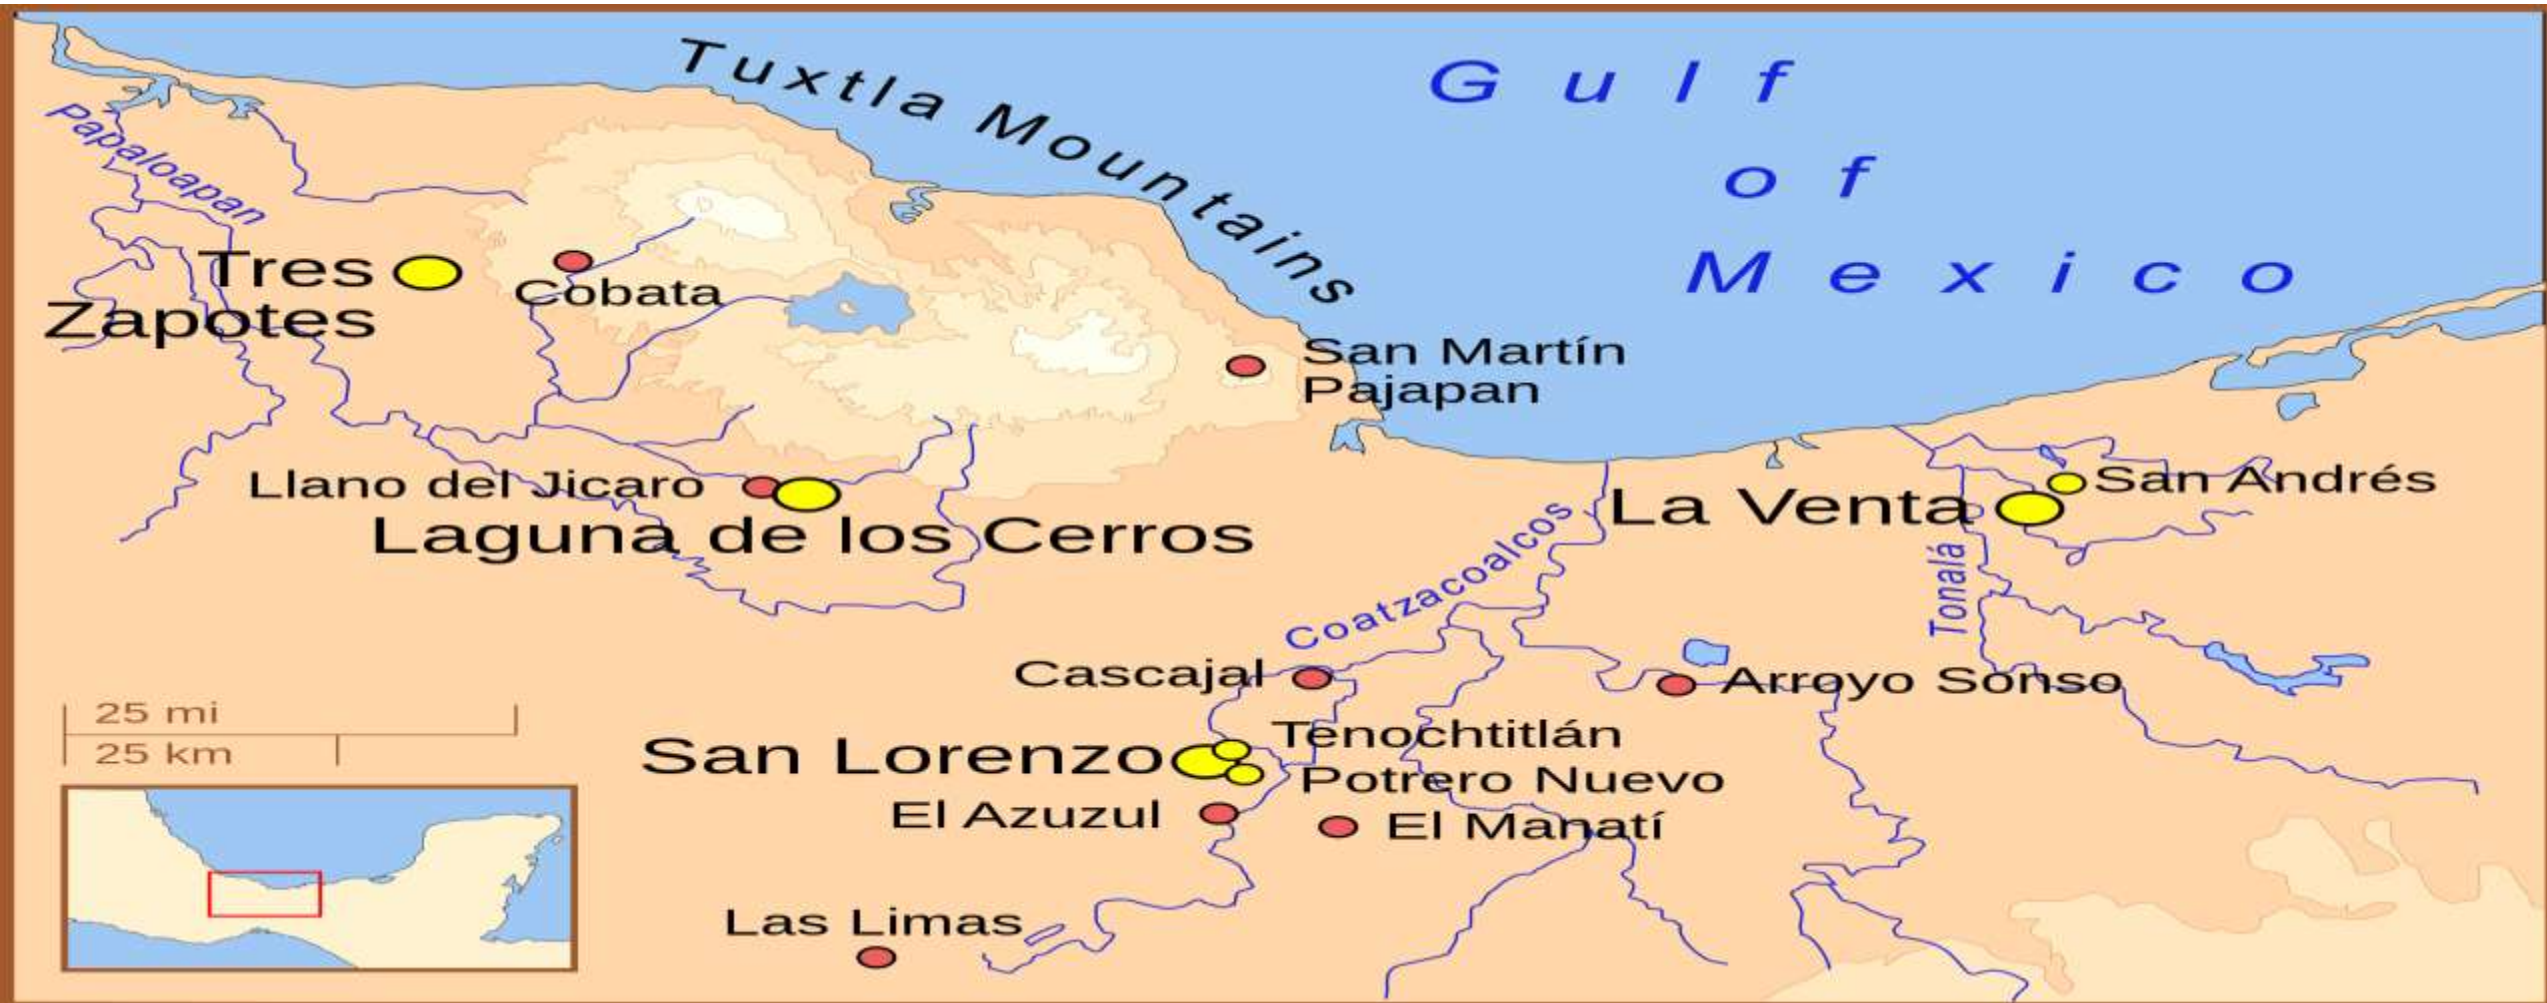 Tuxtla Mountains
Gulf
of
Mexico
Papaloapan
Tres
Zapotes
Cobata
San Martín
Pajapan
Llano del Jicaro
Laguna de los Cerros
La Venta
San Andrés
Coatzacoalcos
Tonalá
Cascajal
Arroyo Sonso
25 mi
25 km
San Lorenzo
Tenochtitlán
Potrero Nuevo
El Azuzul
El Manatí
Las Limas